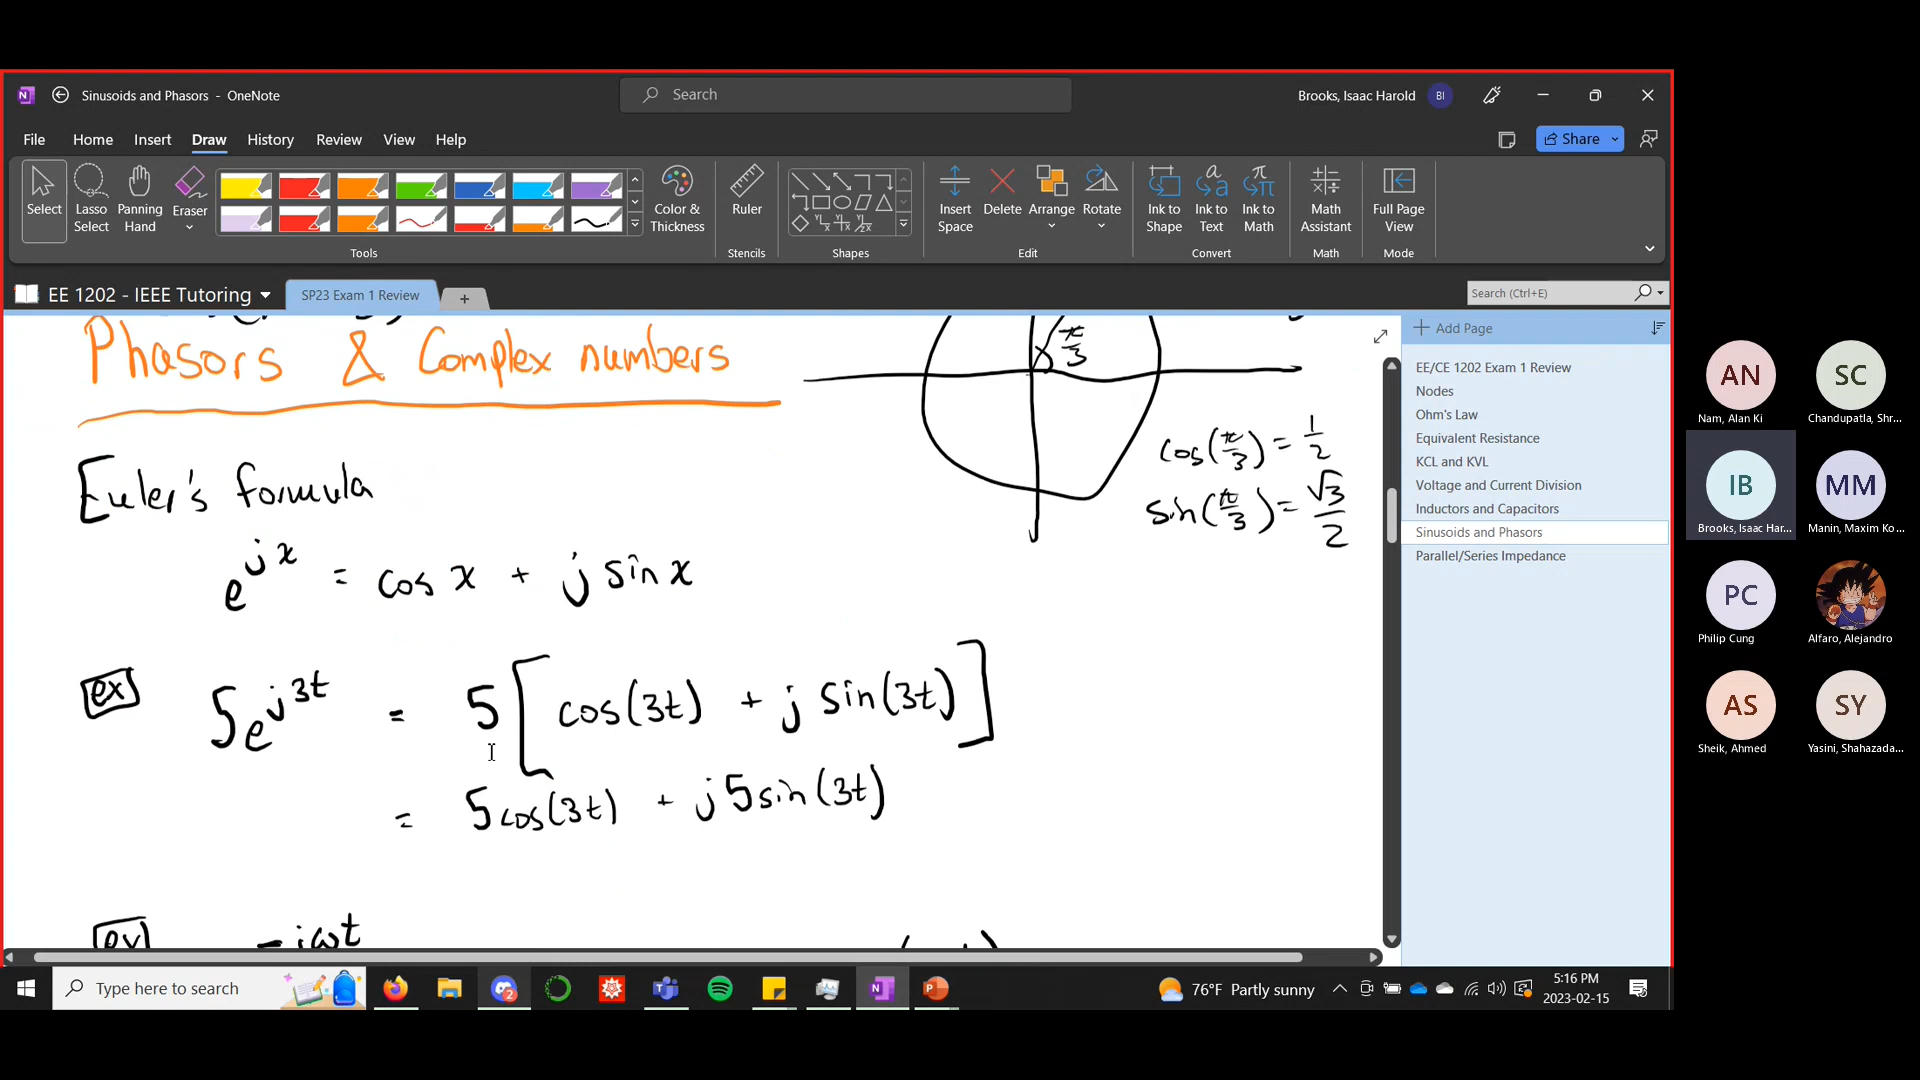 Sinusoids and Phasors - OneNote
Search
Brooks, Isaac Harold
BI
File Home Insert Draw History Review View Help
Share
Select
Lasso Select
Panning Hand
Eraser
Color & Thickness
Ruler
Insert Space
Delete
Arrange
Rotate
Ink to Shape
Ink to Text
Ink to Math
Math Assistant
Full Page View
Tools Stencils Shapes Edit Convert Math Mode
EE 1202 - IEEE Tutoring
SP23 Exam 1 Review
+
Search (Ctrl+E)
Add Page
EE/CE 1202 Exam 1 Review
Nodes
Ohm's Law
Equivalent Resistance
KCL and KVL
Voltage and Current Division
Inductors and Capacitors
Sinusoids and Phasors
Parallel/Series Impedance
Phasors & Complex numbers
π/3
cos(π/3) = 1/2
sin(π/3) = √3/2
Euler's formula
e^jx = cos x + j sin x
ex 5e^j3t = 5[cos(3t) + j sin(3t)]
= 5cos(3t) + j5sin(3t)
AN
Nam, Alan Ki
SC
Chandupatla, Shr...
IB
Brooks, Isaac Har...
MM
Manin, Maxim Ko...
PC
Philip Cung
Alfaro, Alejandro
AS
Sheik, Ahmed
SY
Yasini, Shahazada...
Type here to search
76°F Partly sunny
5:16 PM
2023-02-15